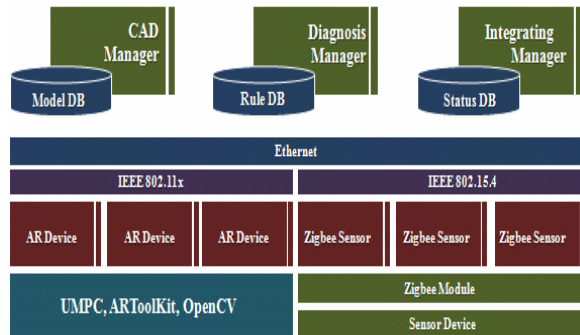 CAD
Manager
Model DB
Diagnosis
Manager
Rule DB
Integrating
Manager
Status DB
Ethernet
IEEE 802.11x
IEEE 802.15.4
AR Device
AR Device
AR Device
Zigbee Sensor
Zigbee Sensor
Zigbee Sensor
UMPC, ARToolKit, OpenCV
Zigbee Module
Sensor Device